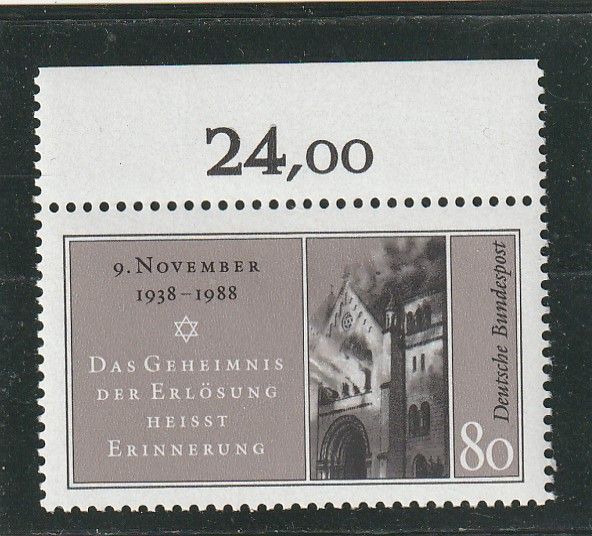 24,00
9. NOVEMBER
1938–1988
DAS GEHEIMNIS
DER ERLÖSUNG
HEISST
ERINNERUNG
Deutsche Bundespost
80